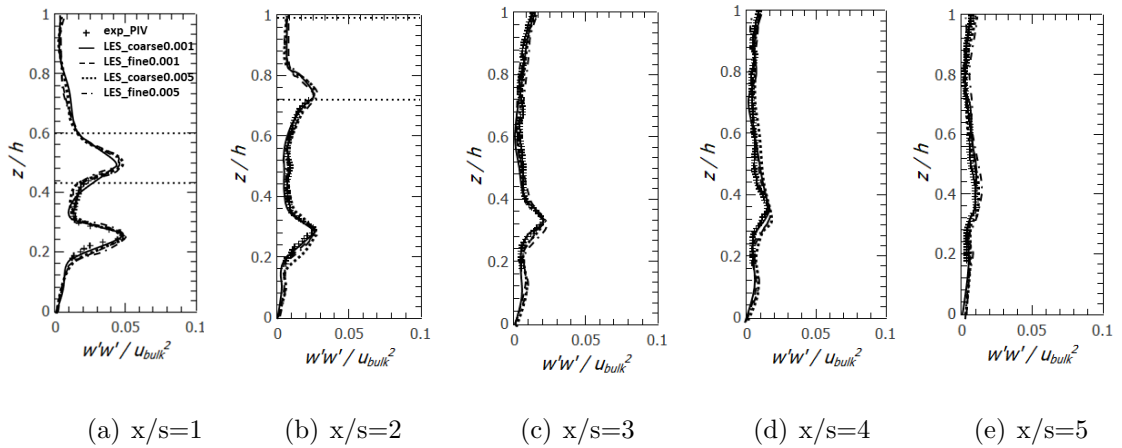 1
0.8
0.6
0.4
0.2
0
z / h
exp_PIV
LES_coarse0.001
LES_fine0.001
LES_coarse0.005
LES_fine0.005
0 0.05 0.1
w'w' / u_bulk^2
1
0.8
0.6
0.4
0.2
0
z / h
0 0.05 0.1
w'w' / u_bulk^2
1
0.8
0.6
0.4
0.2
0
z / h
0 0.05 0.1
w'w' / u_bulk^2
1
0.8
0.6
0.4
0.2
0
z / h
0 0.05 0.1
w'w' / u_bulk^2
1
0.8
0.6
0.4
0.2
0
z / h
0 0.05 0.1
w'w' / u_bulk^2
(a) x/s=1
(b) x/s=2
(c) x/s=3
(d) x/s=4
(e) x/s=5